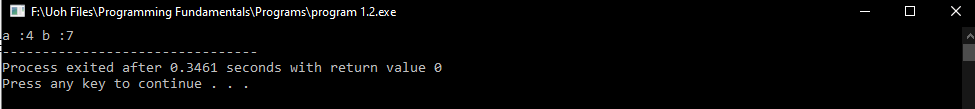 F:\Uoh Files\Programming Fundamentals\Programs\program 1.2.exe
a :4 b :7
--------------------------------
Process exited after 0.3461 seconds with return value 0
Press any key to continue . . .